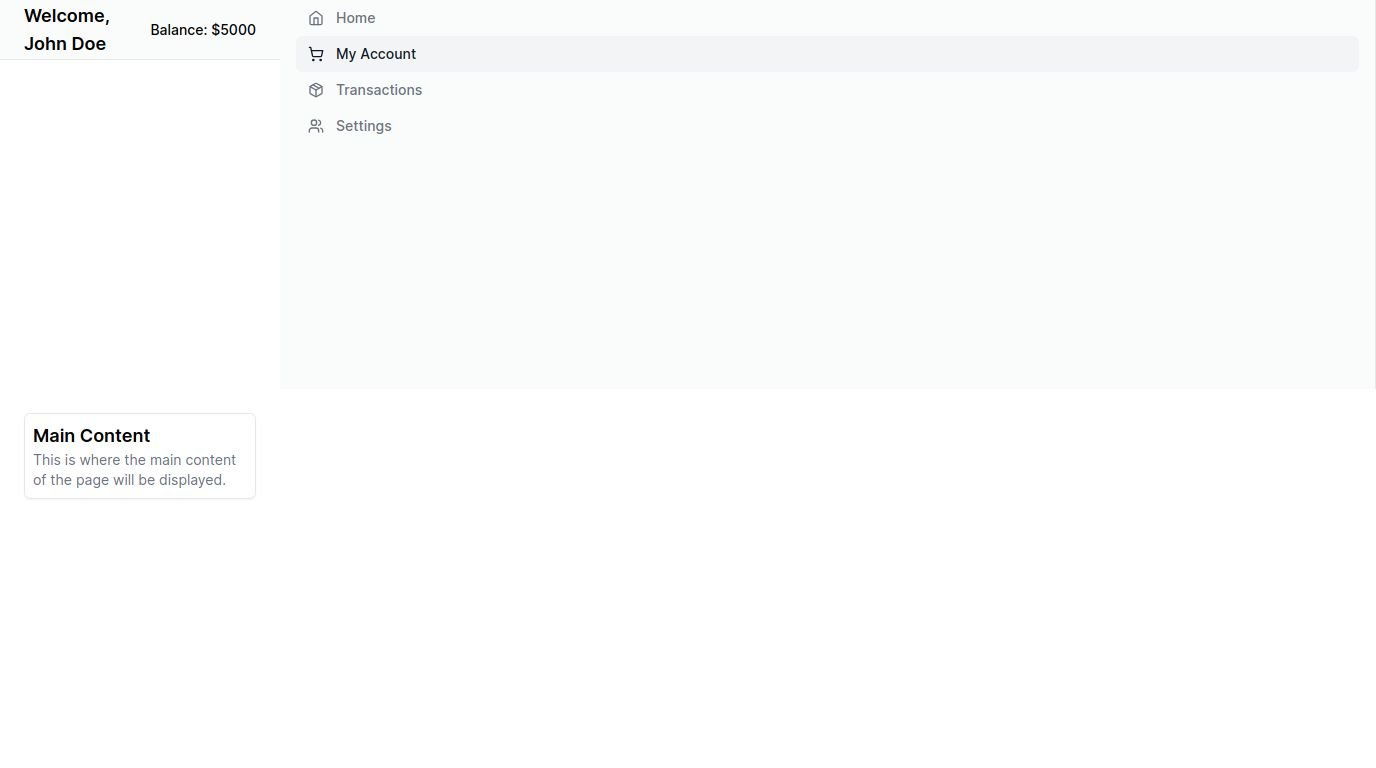 Welcome,
John Doe
Balance: $5000
Home
My Account
Transactions
Settings
Main Content
This is where the main content
of the page will be displayed.